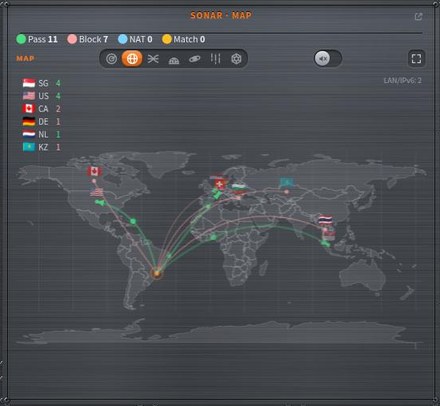 SONAR - MAP
Pass 11 Block 7 NAT 0 Match 0
MAP
LAN/IPv6: 2
SG 4
US 4
CA 2
DE 1
NL 1
KZ 1